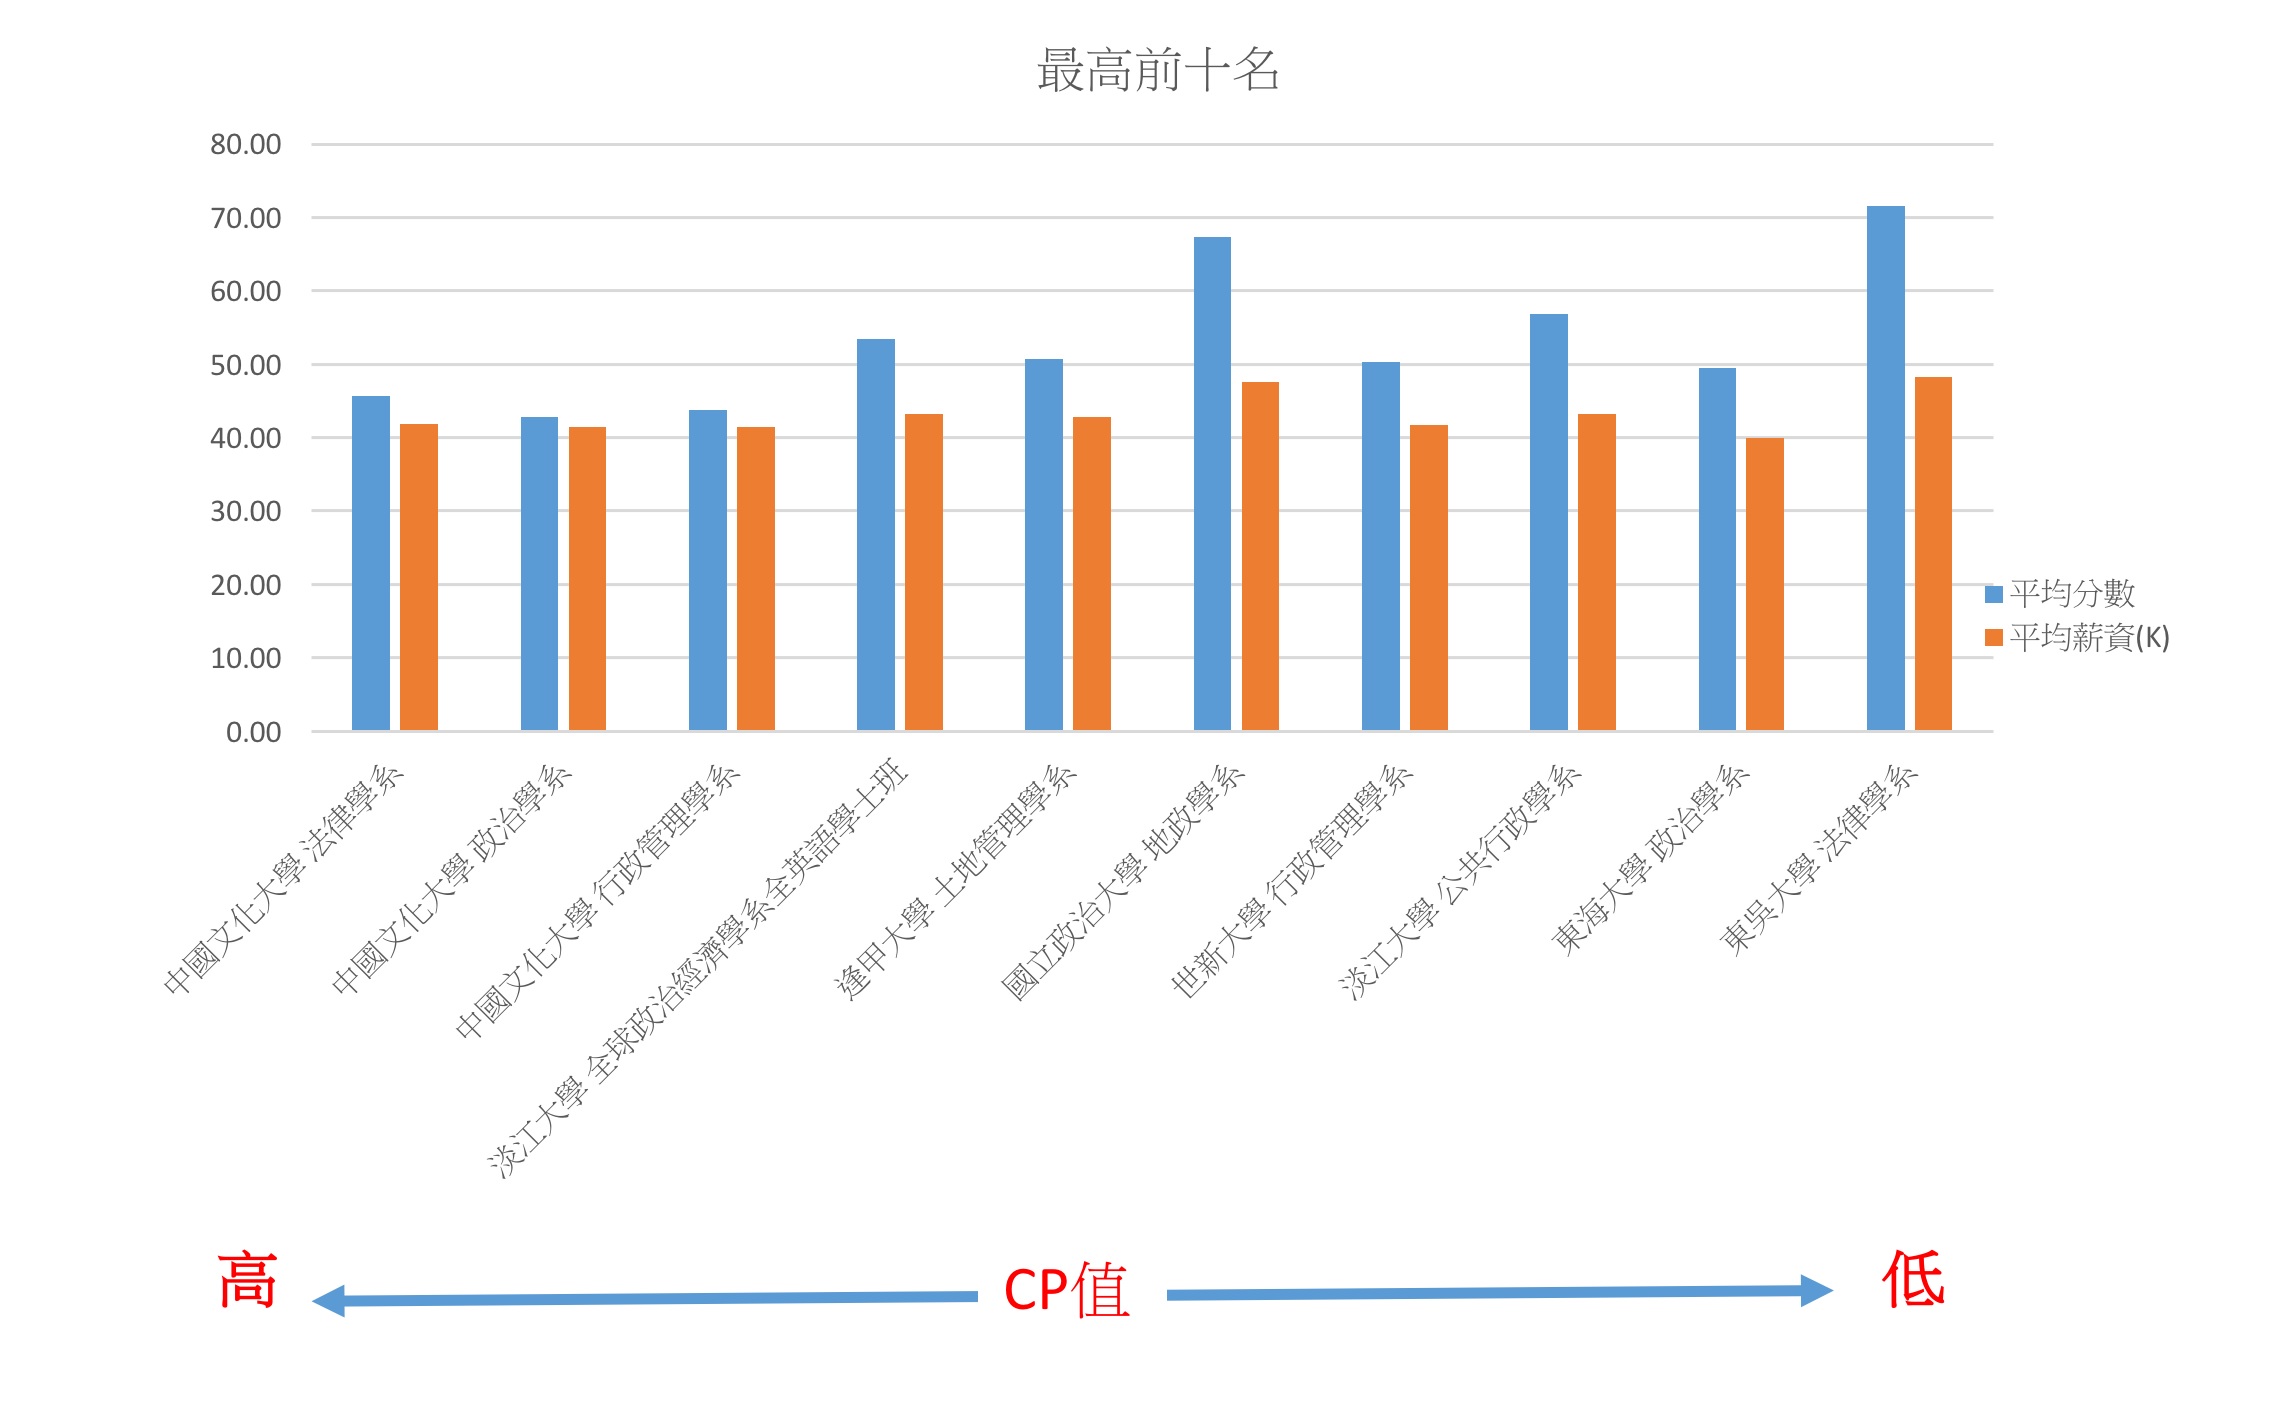 最高前十名
80.00
70.00
60.00
50.00
40.00
30.00
20.00
10.00
0.00
平均分數
平均薪資(K)
中國文化大學 法律學系
中國文化大學 政治學系
中國文化大學 行政管理學系
淡江大學 全球政治經濟學系全英語學士班
逢甲大學 土地管理學系
國立政治大學 地政學系
世新大學 行政管理學系
淡江大學 公共行政學系
東海大學 政治學系
東吳大學 法律學系
高
CP值
低